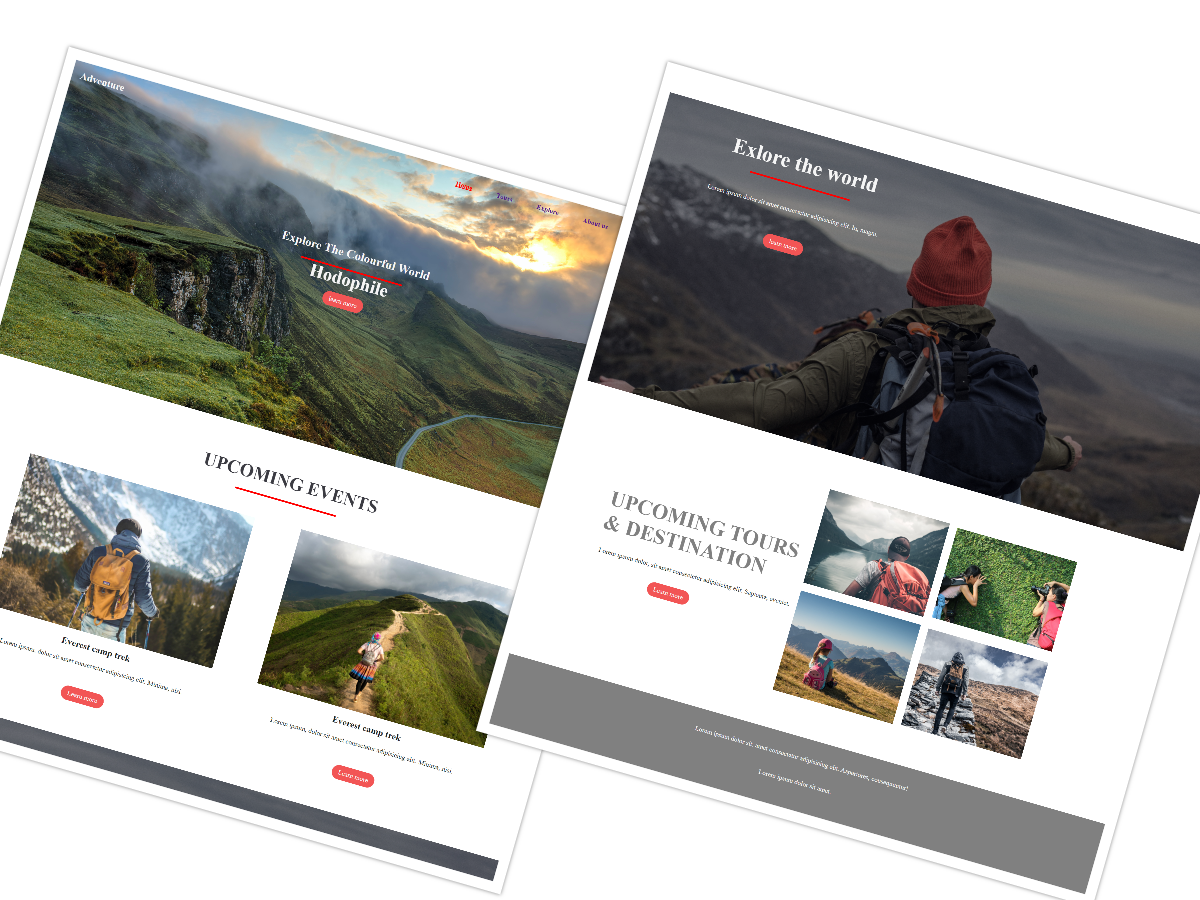 Adventure
Home
Tours
Explore
About us
Explore The Colourful World
Hodophile
learn more
UPCOMING EVENTS
Everest camp trek
Lorem ipsum, dolor sit amet consectetur adipisicing elit. Minima, nisi
Learn more
Everest camp trek
Lorem ipsum, dolor sit amet consectetur adipisicing elit. Minima, nisi.
Learn more
Exlore the world
Lorem ipsum dolor sit amet consectetur adipisicing elit. In, magni.
learn more
UPCOMING TOURS
& DESTINATION
Lorem ipsum dolor, sit amet consectetur adipisicing elit. Sapiente, eveniet.
Learn more
Lorem ipsum dolor sit, amet consectetur adipisicing elit. Asperiores, consequuntur!
Lorem ipsum dolor sit amet